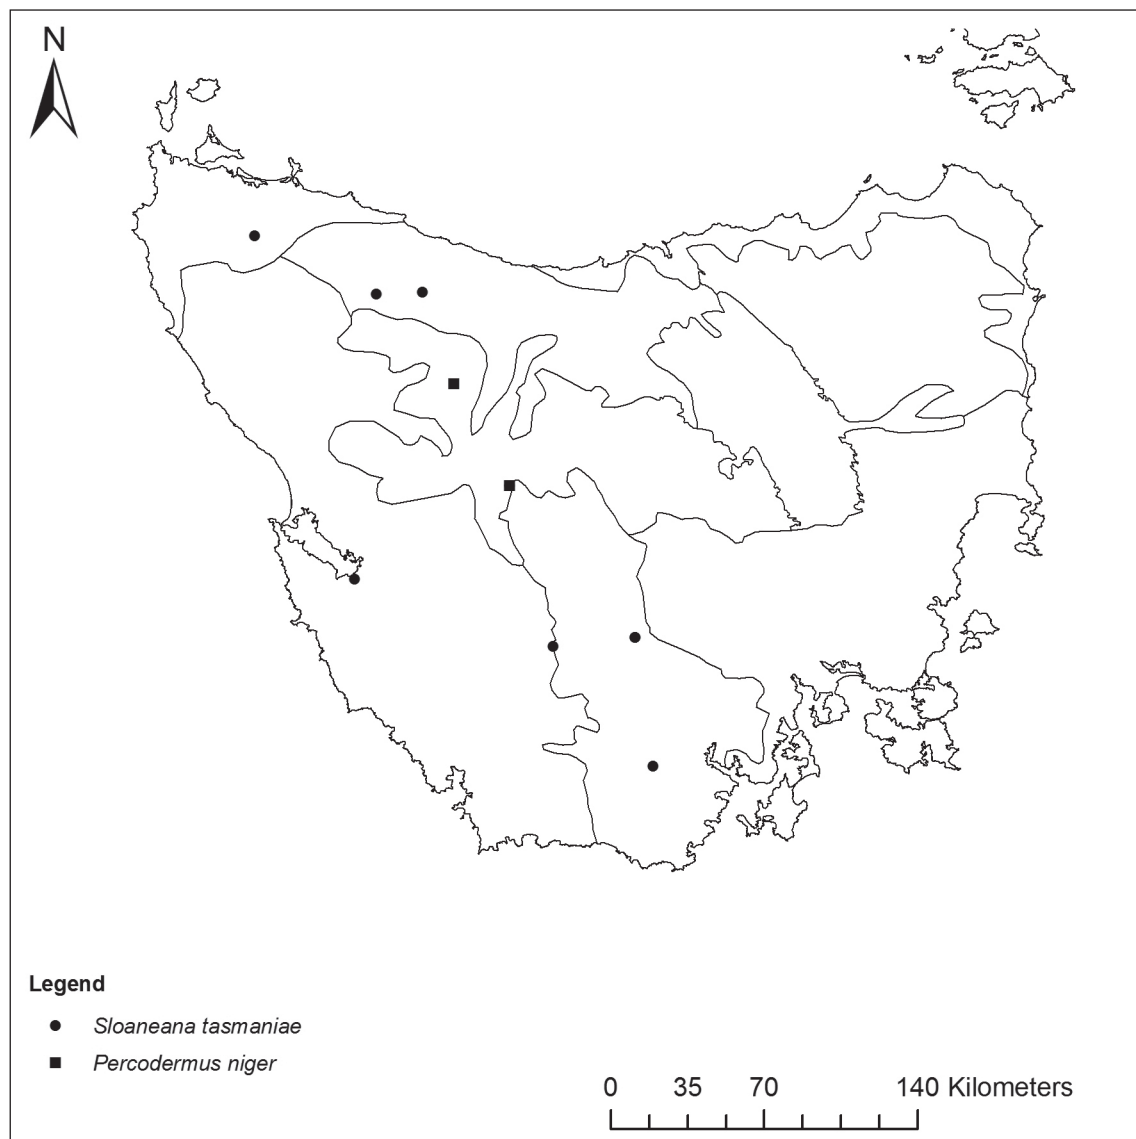 N
Legend
Sloaneana tasmaniae
Percodermus niger
0 35 70 140 Kilometers